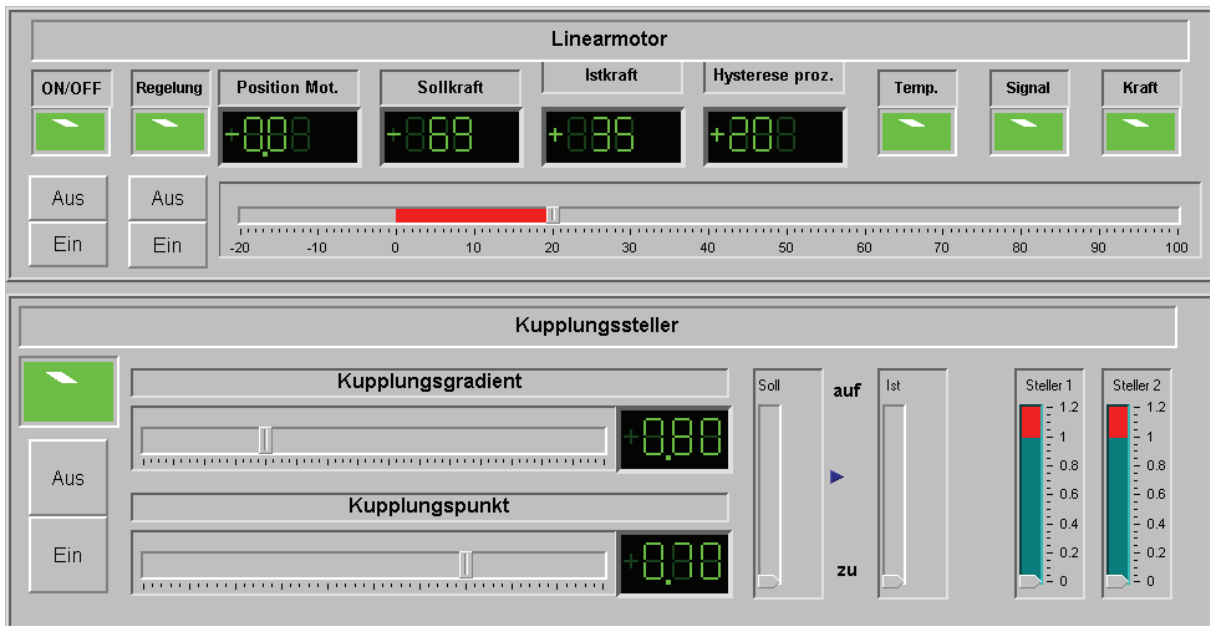 Linearmotor
ON/OFF Regelung Position Mot. Sollkraft Istkraft Hysterese proz. Temp. Signal Kraft
+0.0 + 69 + 35 +20
Aus Aus
Ein Ein
-20 -10 0 10 20 30 40 50 60 70 80 90 100
Kupplungssteller
Kupplungsgradient
+0.80
Aus
Ein
Kupplungspunkt
Soll auf Ist
zu
Steller 1 Steller 2
1.2 1.2
1 1
0.8 0.8
0.6 0.6
0.4 0.4
0.2 0.2
0 0